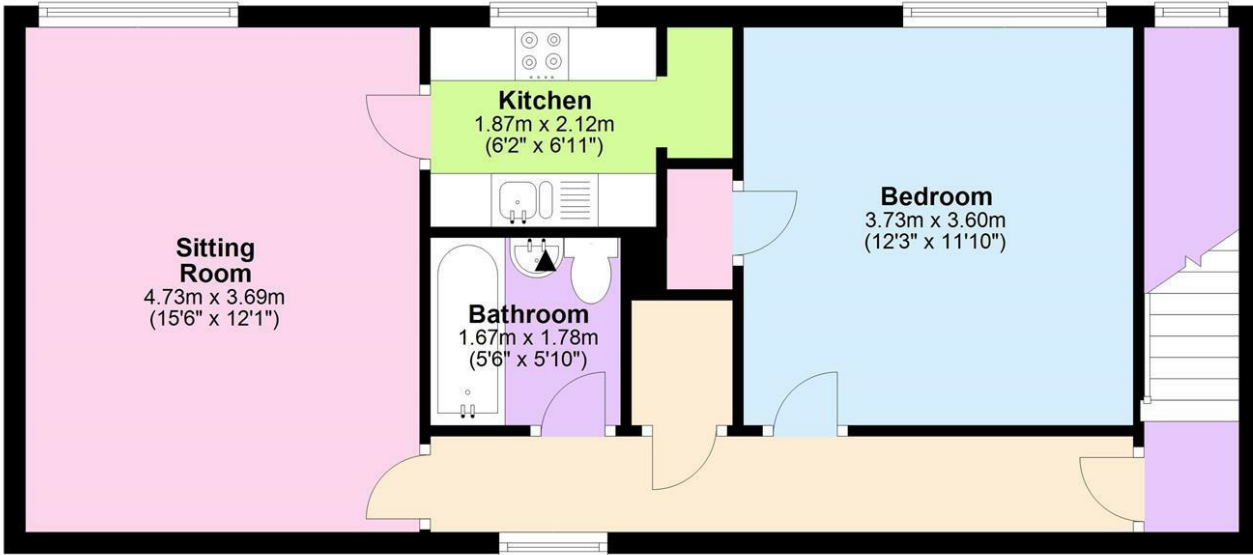 Kitchen
1.87m x 2.12m
(6'2" x 6'11")
Bedroom
3.73m x 3.60m
(12'3" x 11'10")
Sitting
Room
4.73m x 3.69m
(15'6" x 12'1")
Bathroom
1.67m x 1.78m
(5'6" x 5'10")